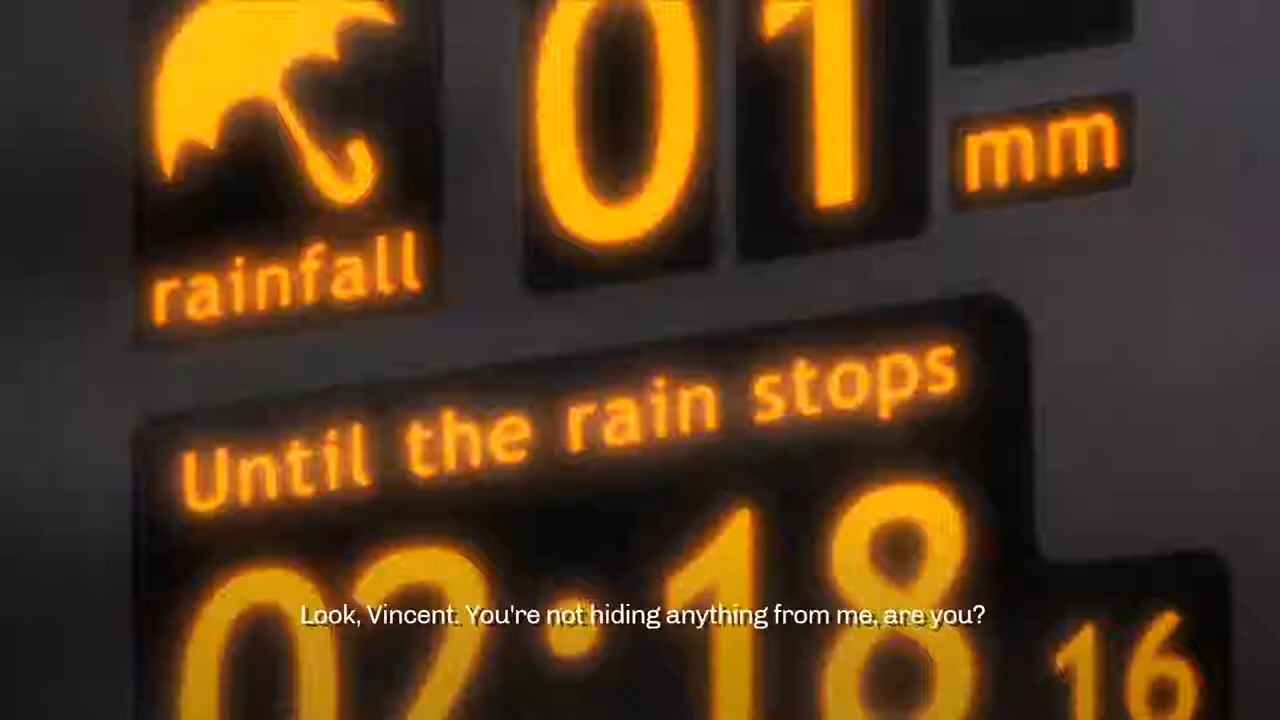 01
mm
rainfall
Until the rain stops
02:18 16
Look, Vincent. You're not hiding anything from me, are you?